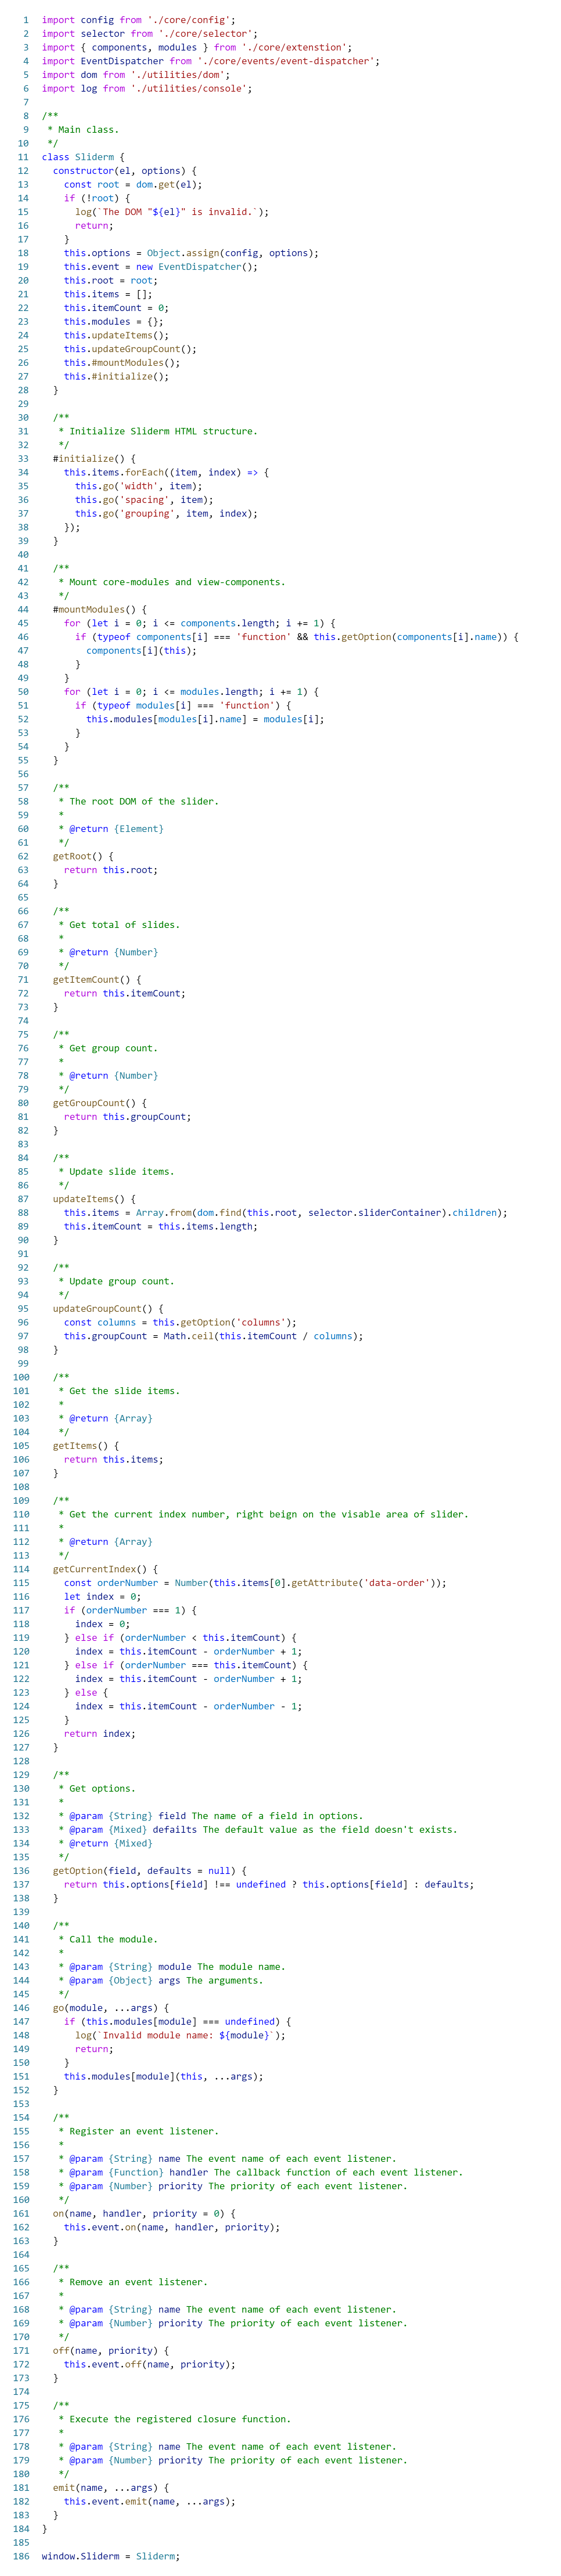 1 import config from './core/config';
2 import selector from './core/selector';
3 import { components, modules } from './core/extenstion';
4 import EventDispatcher from './core/events/event-dispatcher';
5 import dom from './utilities/dom';
6 import log from './utilities/console';
7
8 /**
9 * Main class.
10 */
11 class Sliderm {
12 constructor(el, options) {
13 const root = dom.get(el);
14 if (!root) {
15 log(`The DOM "${el}" is invalid.`);
16 return;
17 }
18 this.options = Object.assign(config, options);
19 this.event = new EventDispatcher();
20 this.root = root;
21 this.items = [];
22 this.itemCount = 0;
23 this.modules = {};
24 this.updateItems();
25 this.updateGroupCount();
26 this.#mountModules();
27 this.#initialize();
28 }
29
30 /**
31 * Initialize Sliderm HTML structure.
32 */
33 #initialize() {
34 this.items.forEach((item, index) => {
35 this.go('width', item);
36 this.go('spacing', item);
37 this.go('grouping', item, index);
38 });
39 }
40
41 /**
42 * Mount core-modules and view-components.
43 */
44 #mountModules() {
45 for (let i = 0; i <= components.length; i += 1) {
46 if (typeof components[i] === 'function' && this.getOption(components[i].name)) {
47 components[i](this);
48 }
49 }
50 for (let i = 0; i <= modules.length; i += 1) {
51 if (typeof modules[i] === 'function') {
52 this.modules[modules[i].name] = modules[i];
53 }
54 }
55 }
56
57 /**
58 * The root DOM of the slider.
59 *
60 * @return {Element}
61 */
62 getRoot() {
63 return this.root;
64 }
65
66 /**
67 * Get total of slides.
68 *
69 * @return {Number}
70 */
71 getItemCount() {
72 return this.itemCount;
73 }
74
75 /**
76 * Get group count.
77 *
78 * @return {Number}
79 */
80 getGroupCount() {
81 return this.groupCount;
82 }
83
84 /**
85 * Update slide items.
86 */
87 updateItems() {
88 this.items = Array.from(dom.find(this.root, selector.sliderContainer).children);
89 this.itemCount = this.items.length;
90 }
91
92 /**
93 * Update group count.
94 */
95 updateGroupCount() {
96 const columns = this.getOption('columns');
97 this.groupCount = Math.ceil(this.itemCount / columns);
98 }
99
100 /**
101 * Get the slide items.
102 *
103 * @return {Array}
104 */
105 getItems() {
106 return this.items;
107 }
108
109 /**
110 * Get the current index number, right beign on the visable area of slider.
111 *
112 * @return {Array}
113 */
114 getCurrentIndex() {
115 const orderNumber = Number(this.items[0].getAttribute('data-order'));
116 let index = 0;
117 if (orderNumber === 1) {
118 index = 0;
119 } else if (orderNumber < this.itemCount) {
120 index = this.itemCount - orderNumber + 1;
121 } else if (orderNumber === this.itemCount) {
122 index = this.itemCount - orderNumber + 1;
123 } else {
124 index = this.itemCount - orderNumber - 1;
125 }
126 return index;
127 }
128
129 /**
130 * Get options.
131 *
132 * @param {String} field The name of a field in options.
133 * @param {Mixed} defailts The default value as the field doesn't exists.
134 * @return {Mixed}
135 */
136 getOption(field, defaults = null) {
137 return this.options[field] !== undefined ? this.options[field] : defaults;
138 }
139
140 /**
141 * Call the module.
142 *
143 * @param {String} module The module name.
144 * @param {Object} args The arguments.
145 */
146 go(module, ...args) {
147 if (this.modules[module] === undefined) {
148 log(`Invalid module name: ${module}`);
149 return;
150 }
151 this.modules[module](this, ...args);
152 }
153
154 /**
155 * Register an event listener.
156 *
157 * @param {String} name The event name of each event listener.
158 * @param {Function} handler The callback function of each event listener.
159 * @param {Number} priority The priority of each event listener.
160 */
161 on(name, handler, priority = 0) {
162 this.event.on(name, handler, priority);
163 }
164
165 /**
166 * Remove an event listener.
167 *
168 * @param {String} name The event name of each event listener.
169 * @param {Number} priority The priority of each event listener.
170 */
171 off(name, priority) {
172 this.event.off(name, priority);
173 }
174
175 /**
176 * Execute the registered closure function.
177 *
178 * @param {String} name The event name of each event listener.
179 * @param {Number} priority The priority of each event listener.
180 */
181 emit(name, ...args) {
182 this.event.emit(name, ...args);
183 }
184 }
185
186 window.Sliderm = Sliderm;